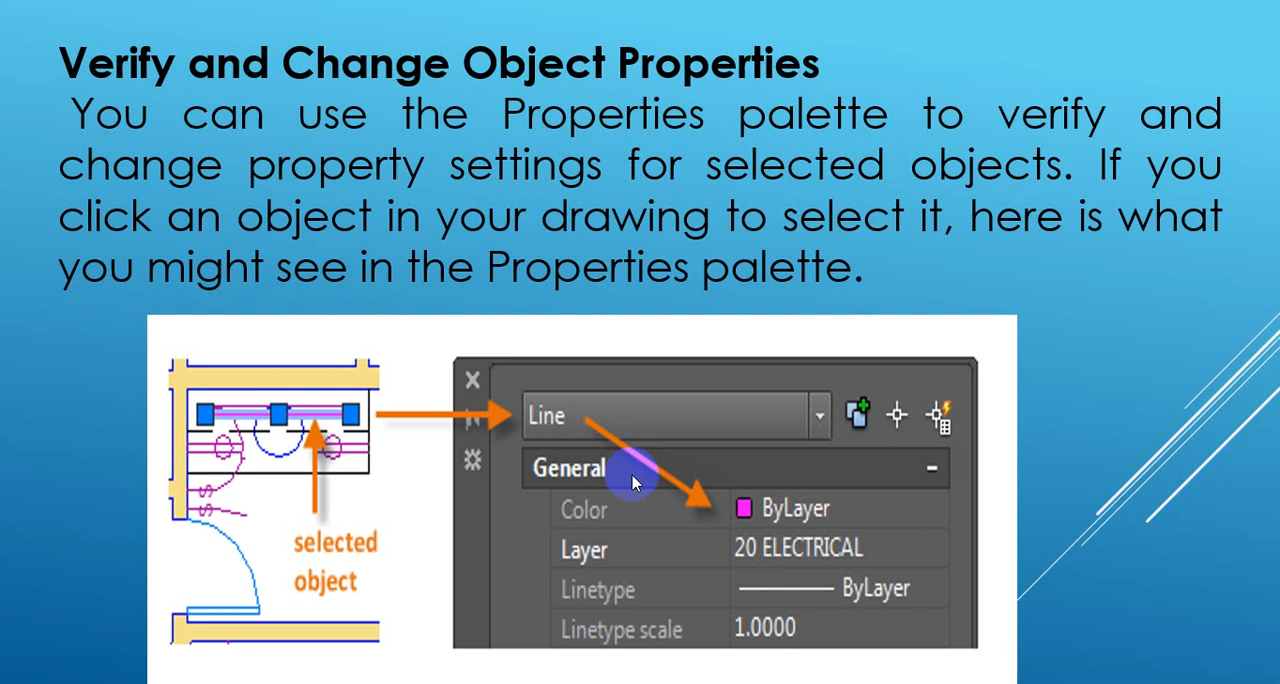 Verify and Change Object Properties
You can use the Properties palette to verify and
change property settings for selected objects. If you
click an object in your drawing to select it, here is what
you might see in the Properties palette.
Line
General
Color ByLayer
Layer 20 ELECTRICAL
Linetype ByLayer
Linetype scale 1.0000
selected
object